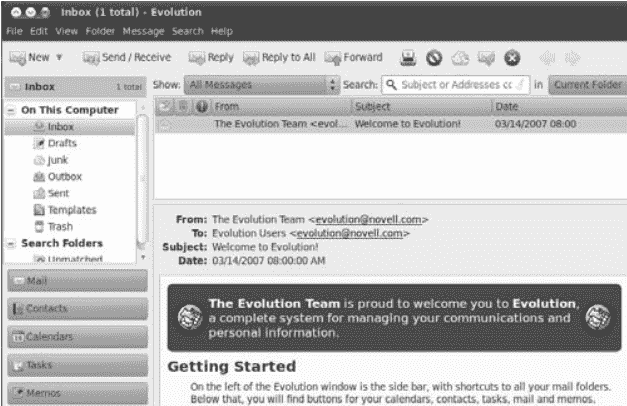 Inbox (1 total) - Evolution
File Edit View Folder Message Search Help
New Send / Receive Reply Reply to All Forward
Inbox 1 total Show: All Messages Search: Subject or Addresses cc in Current Folder
On This Computer
Inbox
Drafts
Junk
Outbox
Sent
Templates
Trash
Search Folders
Unmatched
Mail
Contacts
Calendars
Tasks
Memos
From Subject Date
The Evolution Team <evol... Welcome to Evolution! 03/14/2007 08:00
From: The Evolution Team <evolution@novell.com>
To: Evolution Users <evolution@novell.com>
Subject: Welcome to Evolution!
Date: 03/14/2007 08:00:00 AM
The Evolution Team is proud to welcome you to Evolution,
a complete system for managing your communications and
personal information.
Getting Started
On the left of the Evolution window is the side bar, with shortcuts to all your mail folders.
Below that, you will find buttons for your calendars, contacts, tasks, mail and memos.